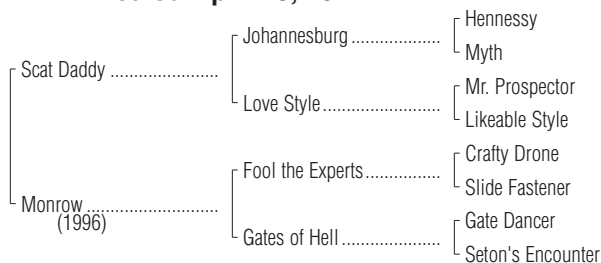 Scat Daddy ........................
Johannesburg ....................
Hennessy
Myth
Love Style..........................
Mr. Prospector
Likeable Style
Monrow.............................
(1996)
Fool the Experts.................
Crafty Drone
Slide Fastener
Gates of Hell......................
Gate Dancer
Seton's Encounter